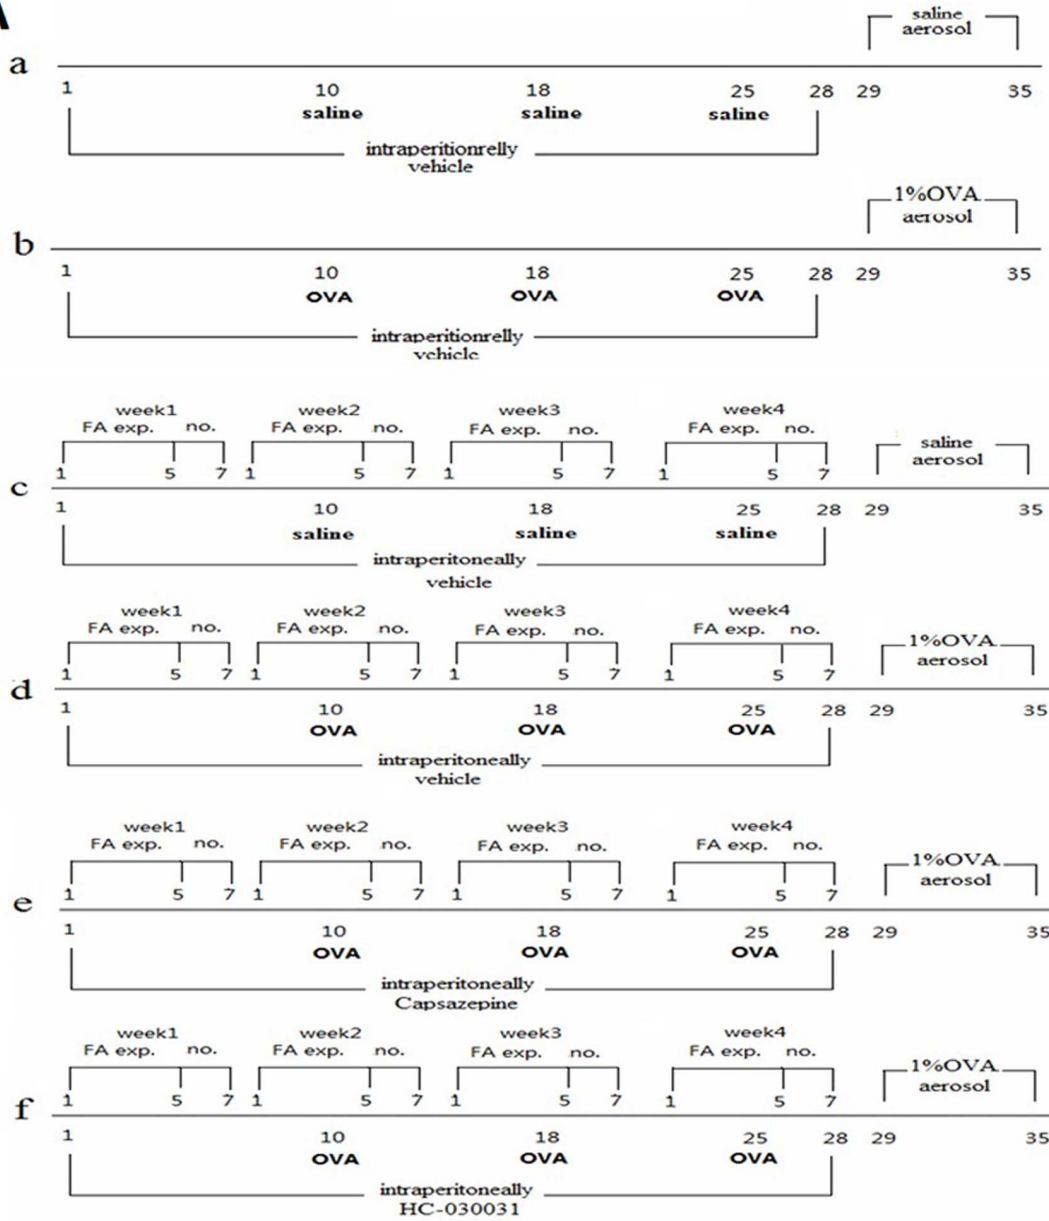 A
saline
aerosol
a
1 10 18 25 28 29 35
saline saline saline
intraperitionrelly
vehicle
1%OVA
aerosol
b
1 10 18 25 28 29 35
OVA OVA OVA
intraperitionrelly
vchiclc
week1 week2 week3 week4
FA exp. no. FA exp. no. FA exp. no. FA exp. no.
saline
aerosol
1 5 7 1 5 7 1 5 7 1 5 7
c
1 10 18 25 28 29 35
saline saline saline
intraperitoneally
vehicle
week1 week2 week3 week4
FA exp. no. FA exp. no. FA exp. no. FA exp. no.
1%OVA
aerosol
1 5 7 1 5 7 1 5 7 1 5 7
d
1 10 18 25 28 29 35
OVA OVA OVA
intraperitoneally
vehicle
week1 week2 week3 week4
FA exp. no. FA exp. no. FA exp. no. FA exp. no.
1%OVA
aerosol
1 5 7 1 5 7 1 5 7 1 5 7
e
1 10 18 25 28 29 35
OVA OVA OVA
intraperitoneally
Capsazepine
week1 week2 week3 week4
FA exp. no. FA exp. no. FA exp. no. FA exp. no.
1%OVA
aerosol
1 5 7 1 5 7 1 5 7 1 5 7
f
1 10 18 25 28 29 35
OVA OVA OVA
intraperitoneally
HC-030031